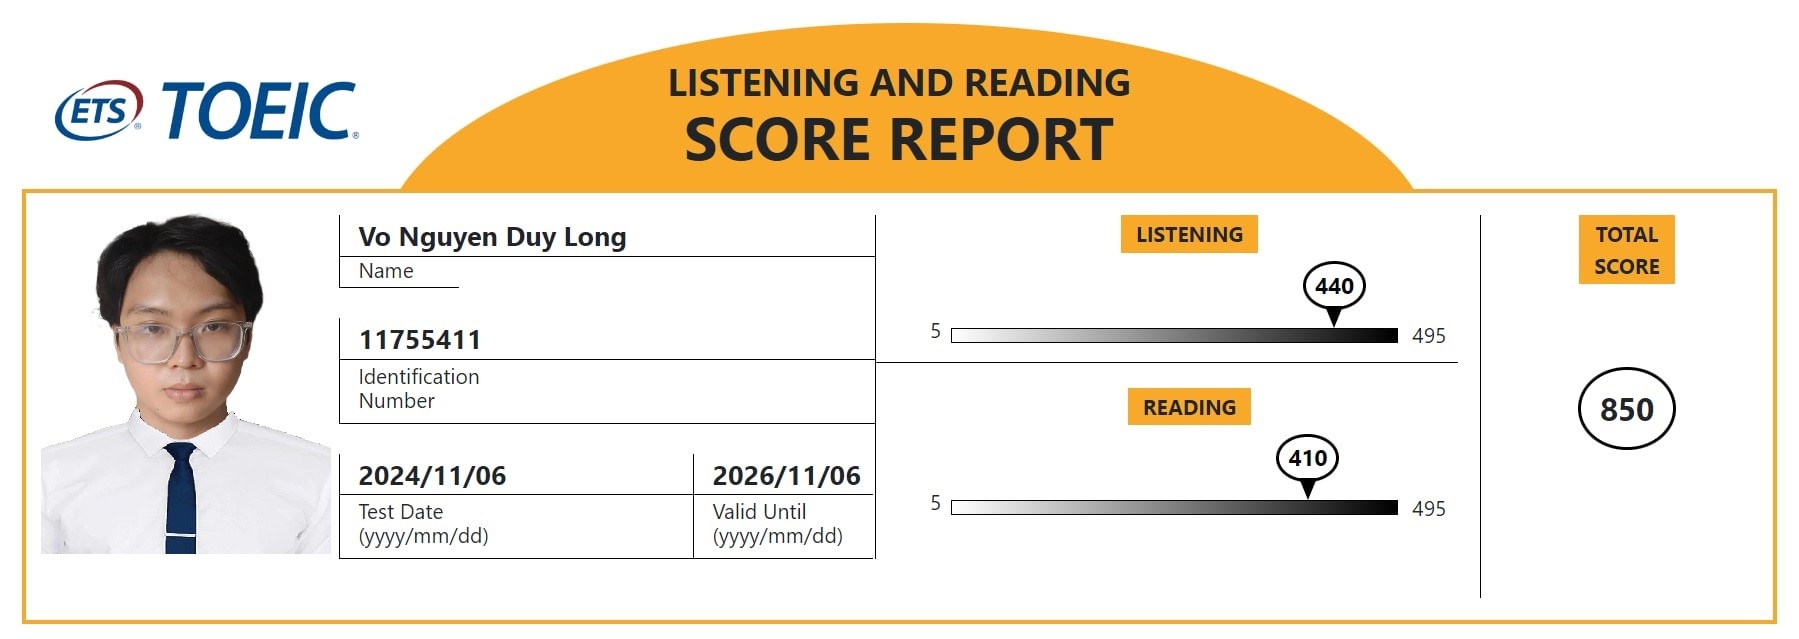 ETS® TOEIC®
LISTENING AND READING
SCORE REPORT
Vo Nguyen Duy Long
Name
11755411
Identification
Number
2024/11/06
Test Date
(yyyy/mm/dd)
2026/11/06
Valid Until
(yyyy/mm/dd)
LISTENING
440
5
495
READING
410
5
495
TOTAL
SCORE
850